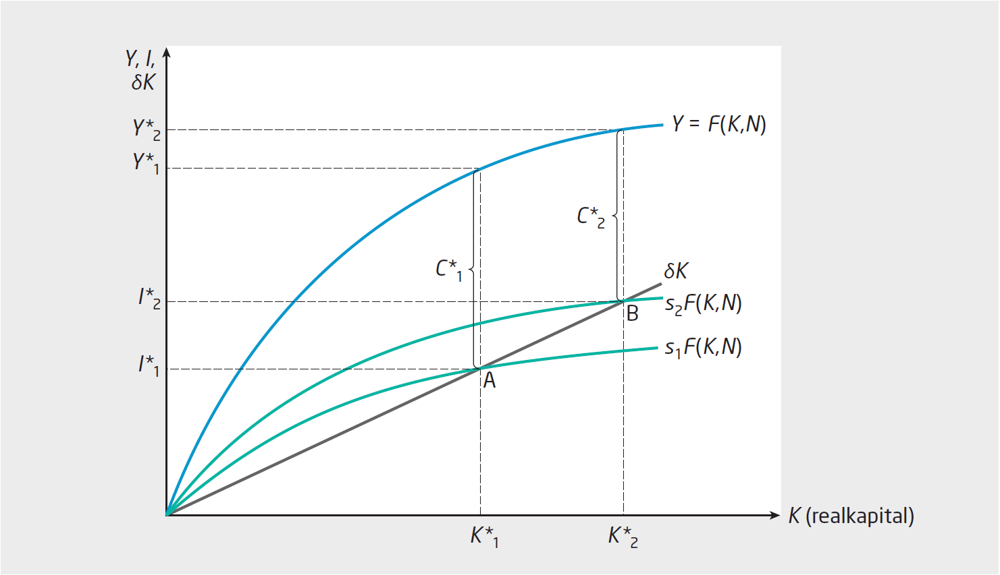 Y, I,
δK
Y*₂
Y = F(K,N)
Y*₁
C*₂
C*₁
δK
I*₂
s₂F(K,N)
B
s₁F(K,N)
I*₁
A
K (realkapital)
K*₁
K*₂